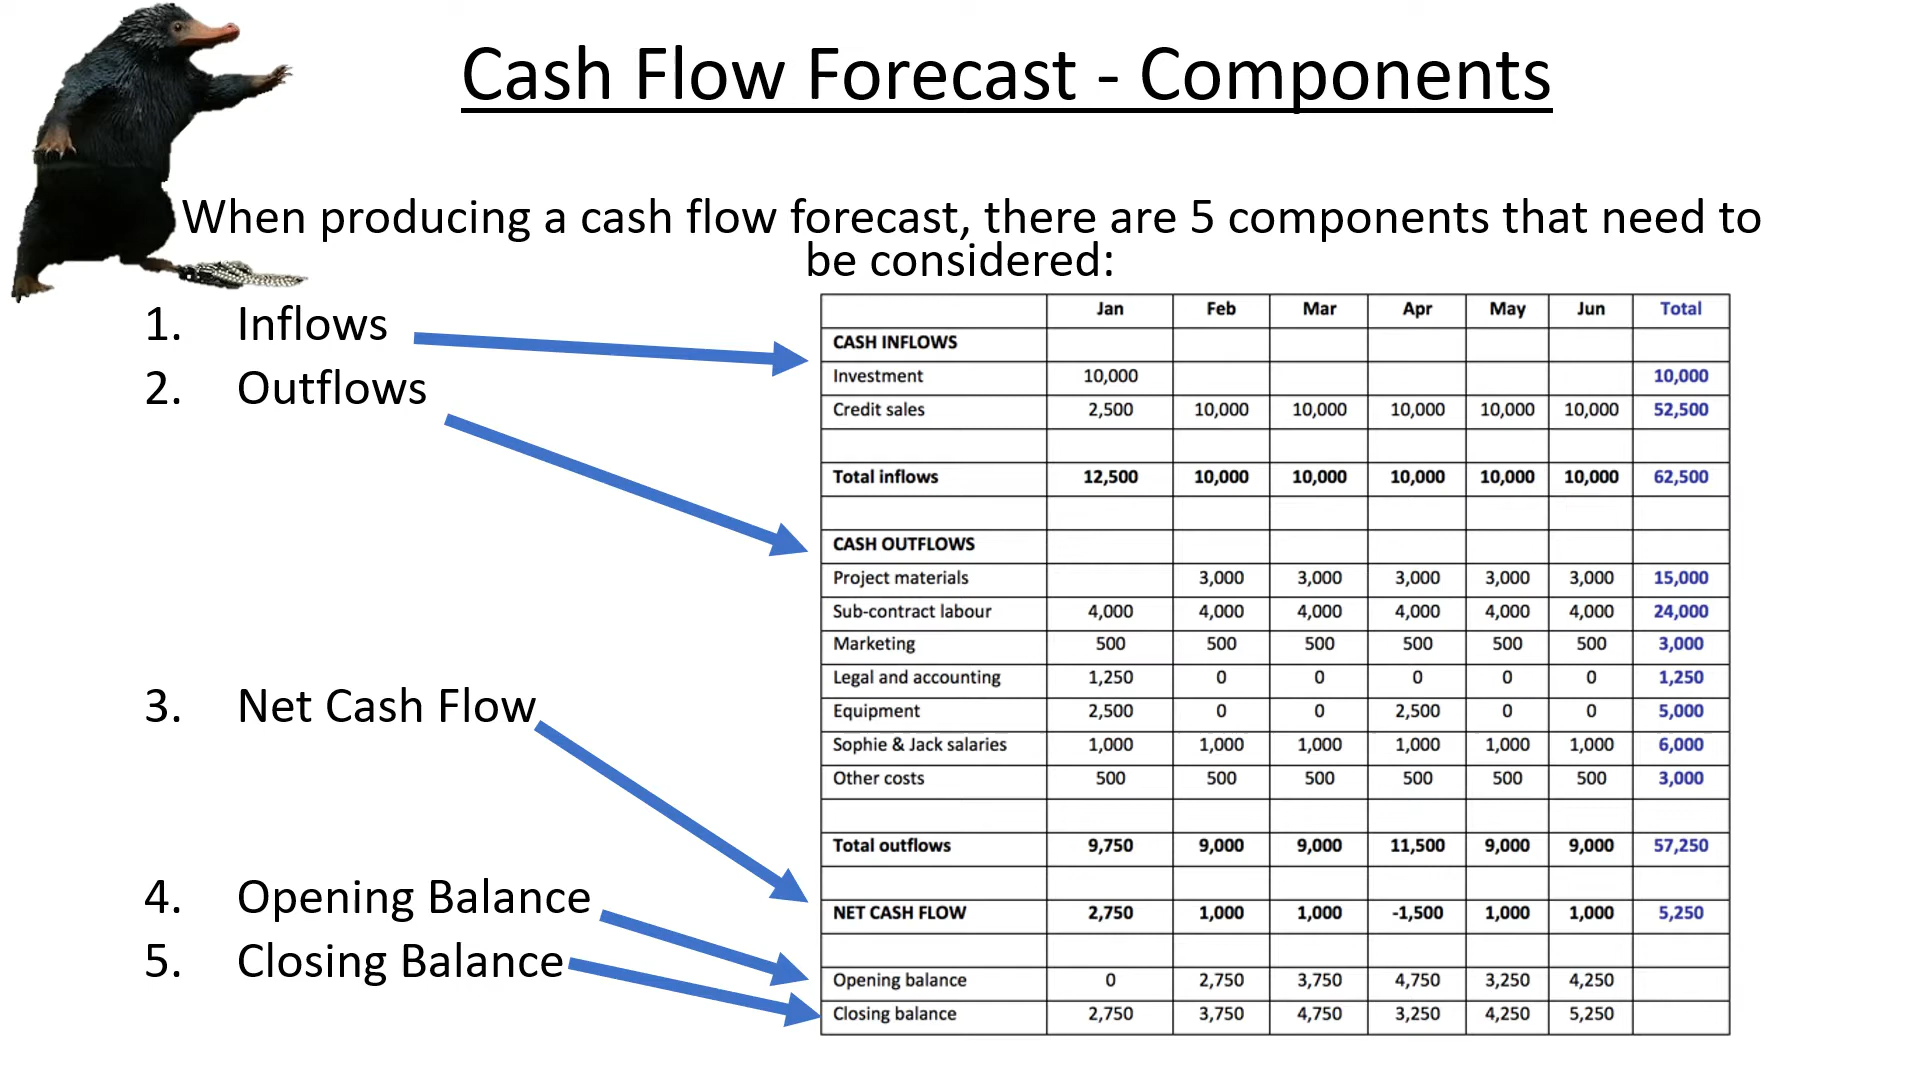 Cash Flow Forecast - Components
When producing a cash flow forecast, there are 5 components that need to
be considered:
1. Inflows
2. Outflows
3. Net Cash Flow
4. Opening Balance
5. Closing Balance
Jan Feb Mar Apr May Jun Total
CASH INFLOWS
Investment 10,000 10,000
Credit sales 2,500 10,000 10,000 10,000 10,000 10,000 52,500
Total inflows 12,500 10,000 10,000 10,000 10,000 10,000 62,500
CASH OUTFLOWS
Project materials 3,000 3,000 3,000 3,000 3,000 15,000
Sub-contract labour 4,000 4,000 4,000 4,000 4,000 4,000 24,000
Marketing 500 500 500 500 500 500 3,000
Legal and accounting 1,250 0 0 0 0 0 1,250
Equipment 2,500 0 0 2,500 0 0 5,000
Sophie & Jack salaries 1,000 1,000 1,000 1,000 1,000 1,000 6,000
Other costs 500 500 500 500 500 500 3,000
Total outflows 9,750 9,000 9,000 11,500 9,000 9,000 57,250
NET CASH FLOW 2,750 1,000 1,000 -1,500 1,000 1,000 5,250
Opening balance 0 2,750 3,750 4,750 3,250 4,250
Closing balance 2,750 3,750 4,750 3,250 4,250 5,250